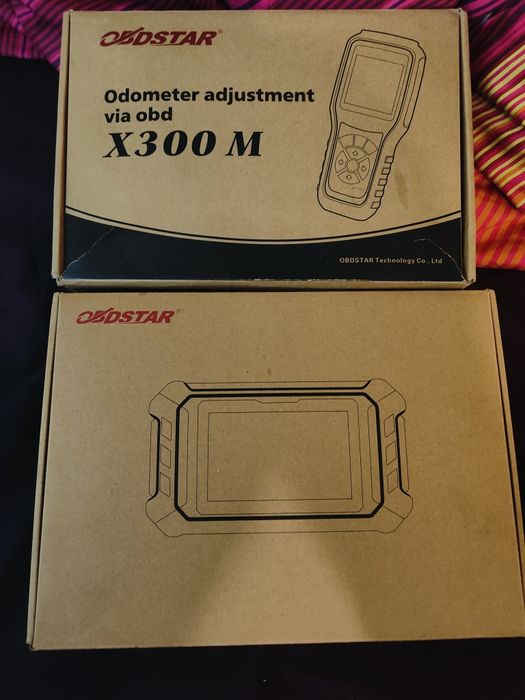 OBDSTAR®
Odometer adjustment
via obd
X300 M
OBDSTAR Technology Co., Ltd
OBDSTAR®